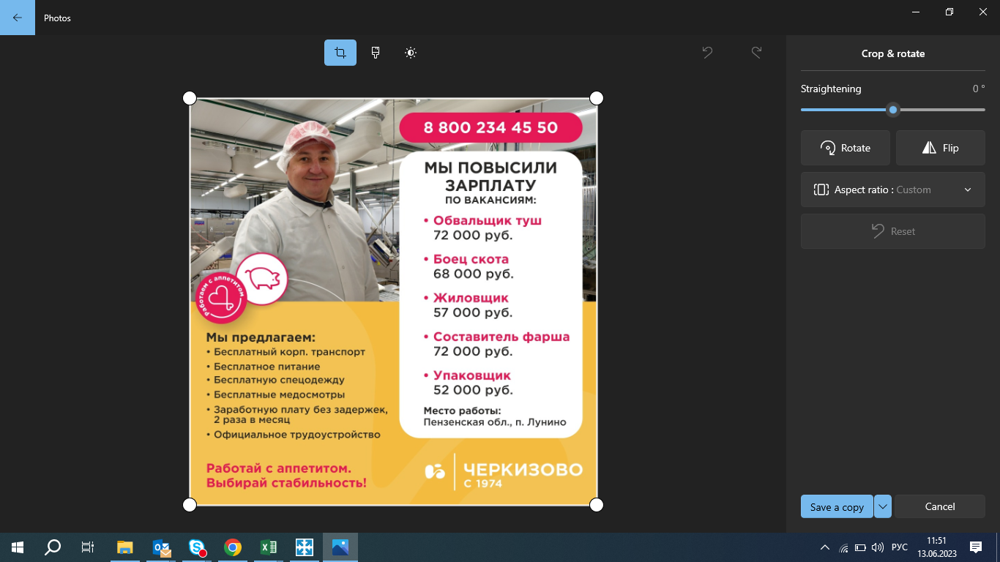 Photos
Crop & rotate
Straightening
0 °
Rotate
Flip
Aspect ratio : Custom
Reset
8 800 234 45 50
МЫ ПОВЫСИЛИ
ЗАРПЛАТУ
ПО ВАКАНСИЯМ:
• Обвальщик туш
72 000 руб.
• Боец скота
68 000 руб.
• Жиловщик
57 000 руб.
• Составитель фарша
72 000 руб.
• Упаковщик
52 000 руб.
Место работы:
Пензенская обл., п. Лунино
Работаем с аппетитом
Мы предлагаем:
• Бесплатный корп. транспорт
• Бесплатное питание
• Бесплатную спецодежду
• Бесплатные медосмотры
• Заработную плату без задержек,
2 раза в месяц
• Официальное трудоустройство
Работай с аппетитом.
Выбирай стабильность!
ЧЕРКИЗОВО
С 1974
Save a copy
Cancel
РУС
11:51
13.06.2023